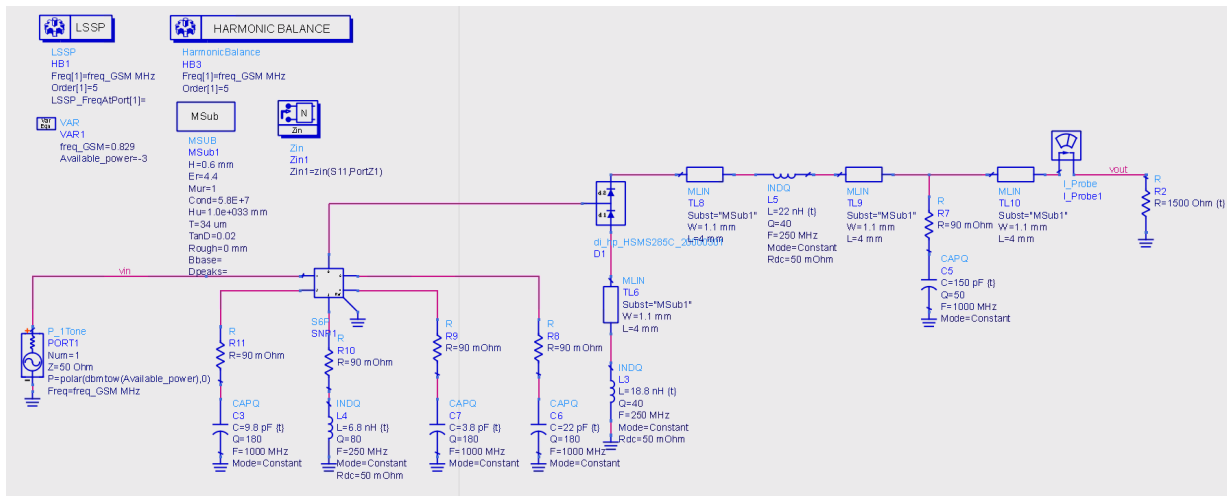 LSSP
LSSP
HB1
Freq[1]=freq_GSM MHz
Order[1]=5
LSSP_FreqAtPort[1]=
HARMONIC BALANCE
HarmonicBalance
HB3
Freq[1]=freq_GSM MHz
Order[1]=5
Var
Eqn
VAR
VAR1
freq_GSM=0.829
Available_power=-3
MSub
MSUB
MSub1
H=0.6 mm
Er=4.4
Mur=1
Cond=5.8E+7
Hu=1.0e+033 mm
T=34 um
TanD=0.02
Rough=0 mm
Bbase=
Dpeaks=
N
Zin
Zin
Zin1
Zin1=zin(S11,PortZ1)
vin
P_1Tone
PORT1
Num=1
Z=50 Ohm
P=polar(dbmtow(Available_power),0)
Freq=freq_GSM MHz
R
R11
R=90 mOhm
CAPQ
C3
C=9.8 pF {t}
Q=180
F=1000 MHz
Mode=Constant
S6P
SNP1
R
R10
R=90 mOhm
INDQ
L4
L=6.8 nH {t}
Q=80
F=250 MHz
Mode=Constant
Rdc=50 mOhm
R
R9
R=90 mOhm
CAPQ
C7
C=3.8 pF {t}
Q=180
F=1000 MHz
Mode=Constant
R
R8
R=90 mOhm
CAPQ
C6
C=22 pF {t}
Q=180
F=1000 MHz
Mode=Constant
D1
MLIN
TL6
Subst="MSub1"
W=1.1 mm
L=4 mm
INDQ
L3
L=18.8 nH {t}
Q=40
F=250 MHz
Mode=Constant
Rdc=50 mOhm
MLIN
TL8
Subst="MSub1"
W=1.1 mm
L=4 mm
INDQ
L5
L=22 nH {t}
Q=40
F=250 MHz
Mode=Constant
Rdc=50 mOhm
MLIN
TL9
Subst="MSub1"
W=1.1 mm
L=4 mm
R
R7
R=90 mOhm
CAPQ
C5
C=150 pF {t}
Q=50
F=1000 MHz
Mode=Constant
MLIN
TL10
Subst="MSub1"
W=1.1 mm
L=4 mm
I_Probe
I_Probe1
vout
R
R2
R=1500 Ohm {t}